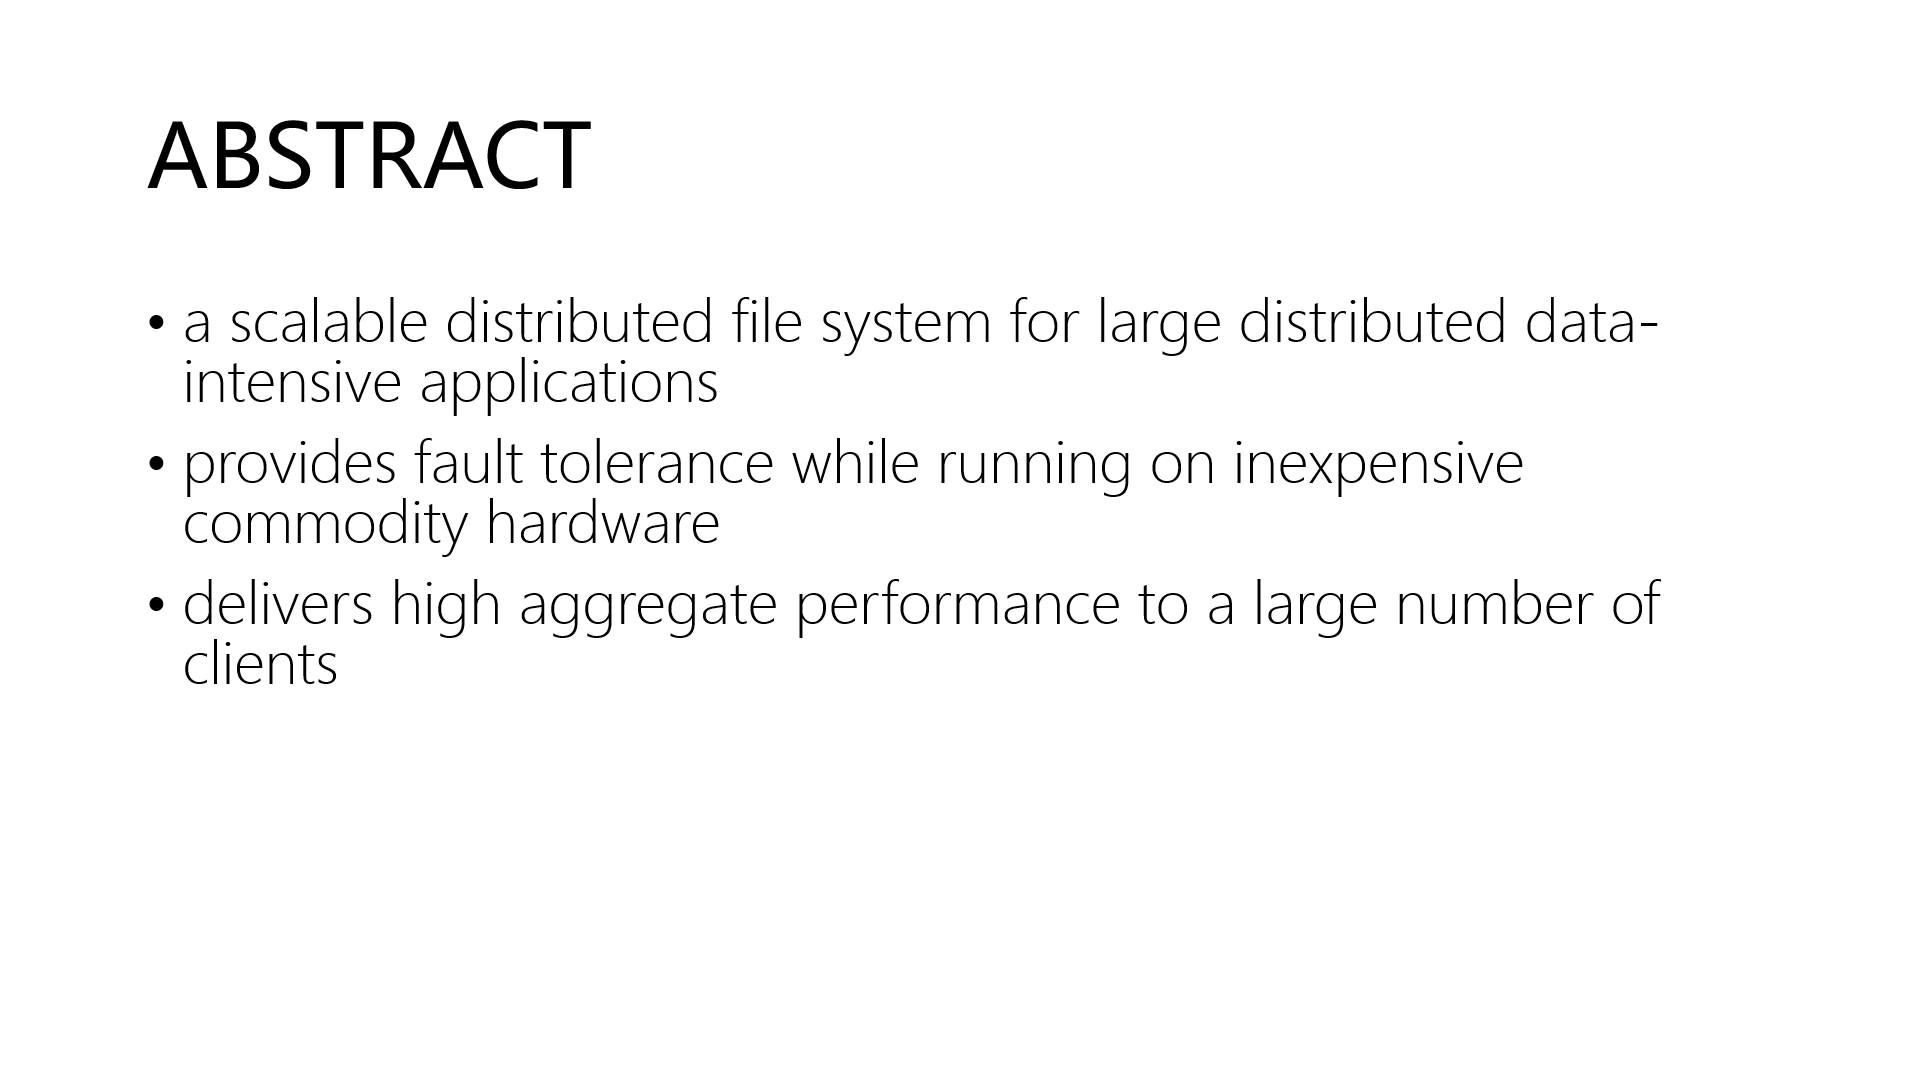 ABSTRACT
• a scalable distributed file system for large distributed data-
intensive applications
• provides fault tolerance while running on inexpensive
commodity hardware
• delivers high aggregate performance to a large number of
clients